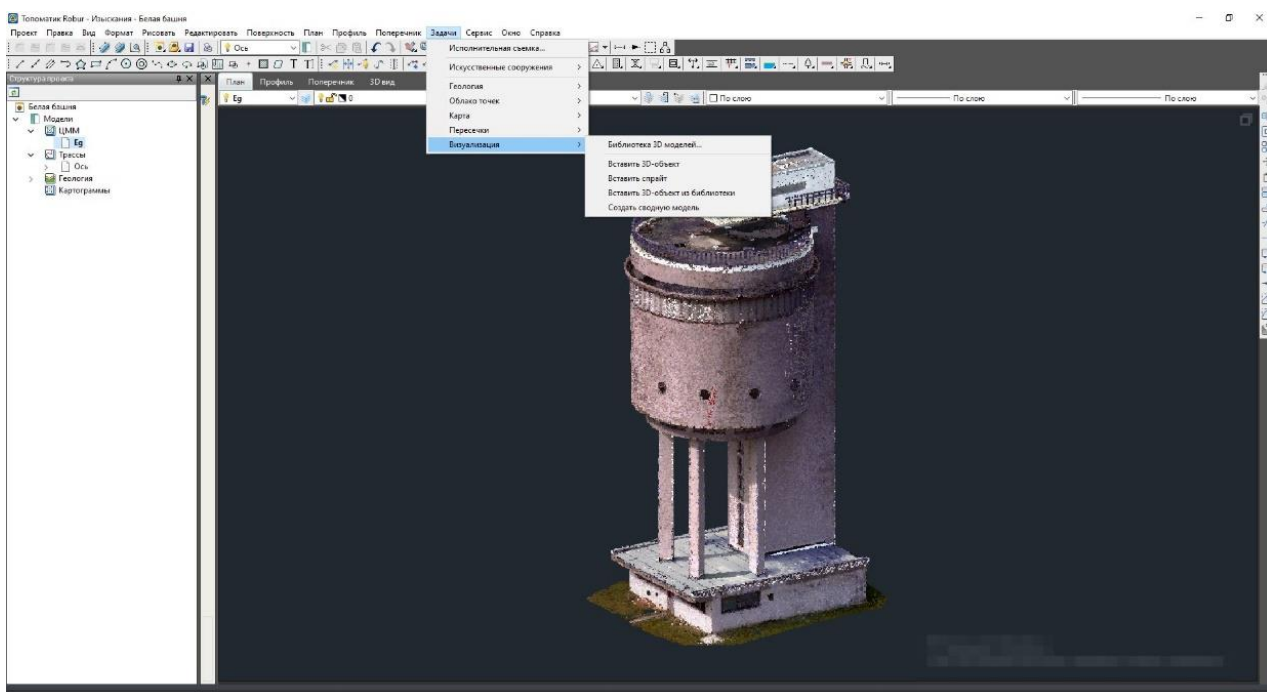 Топоматик Robur - Изыскания - Белая башня
Проект Правка Вид Формат Рисовать Редактировать Поверхность План Профиль Поперечник Задачи Сервис Окно Справка
Ось
Структура проекта
План Профиль Поперечник 3D вид
Eg
0
По слою
По слою
По слою
Белая башня
Модели
ЦММ
Eg
Трассы
Ось
Геология
Картограммы
Исполнительная съемка...
Искусственные сооружения
Геология
Облако точек
Карта
Пересечки
Визуализация
Библиотека 3D моделей...
Вставить 3D-объект
Вставить спрайт
Вставить 3D-объект из библиотеки
Создать сводную модель